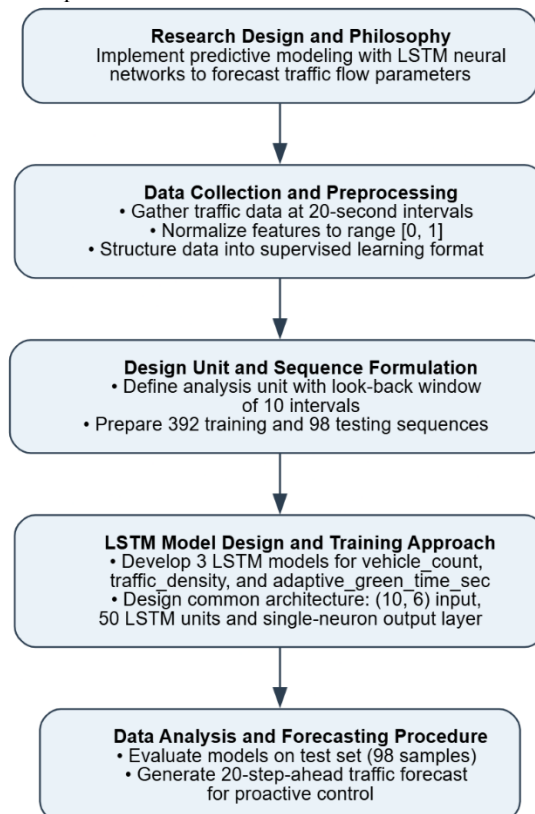 Research Design and Philosophy
Implement predictive modeling with LSTM neural
networks to forecast traffic flow parameters
Data Collection and Preprocessing
• Gather traffic data at 20-second intervals
• Normalize features to range [0, 1]
• Structure data into supervised learning format
Design Unit and Sequence Formulation
• Define analysis unit with look-back window
of 10 intervals
• Prepare 392 training and 98 testing sequences
LSTM Model Design and Training Approach
• Develop 3 LSTM models for vehicle_count,
traffic_density, and adaptive_green_time_sec
• Design common architecture: (10, 6) input,
50 LSTM units and single-neuron output layer
Data Analysis and Forecasting Procedure
• Evaluate models on test set (98 samples)
• Generate 20-step-ahead traffic forecast
for proactive control